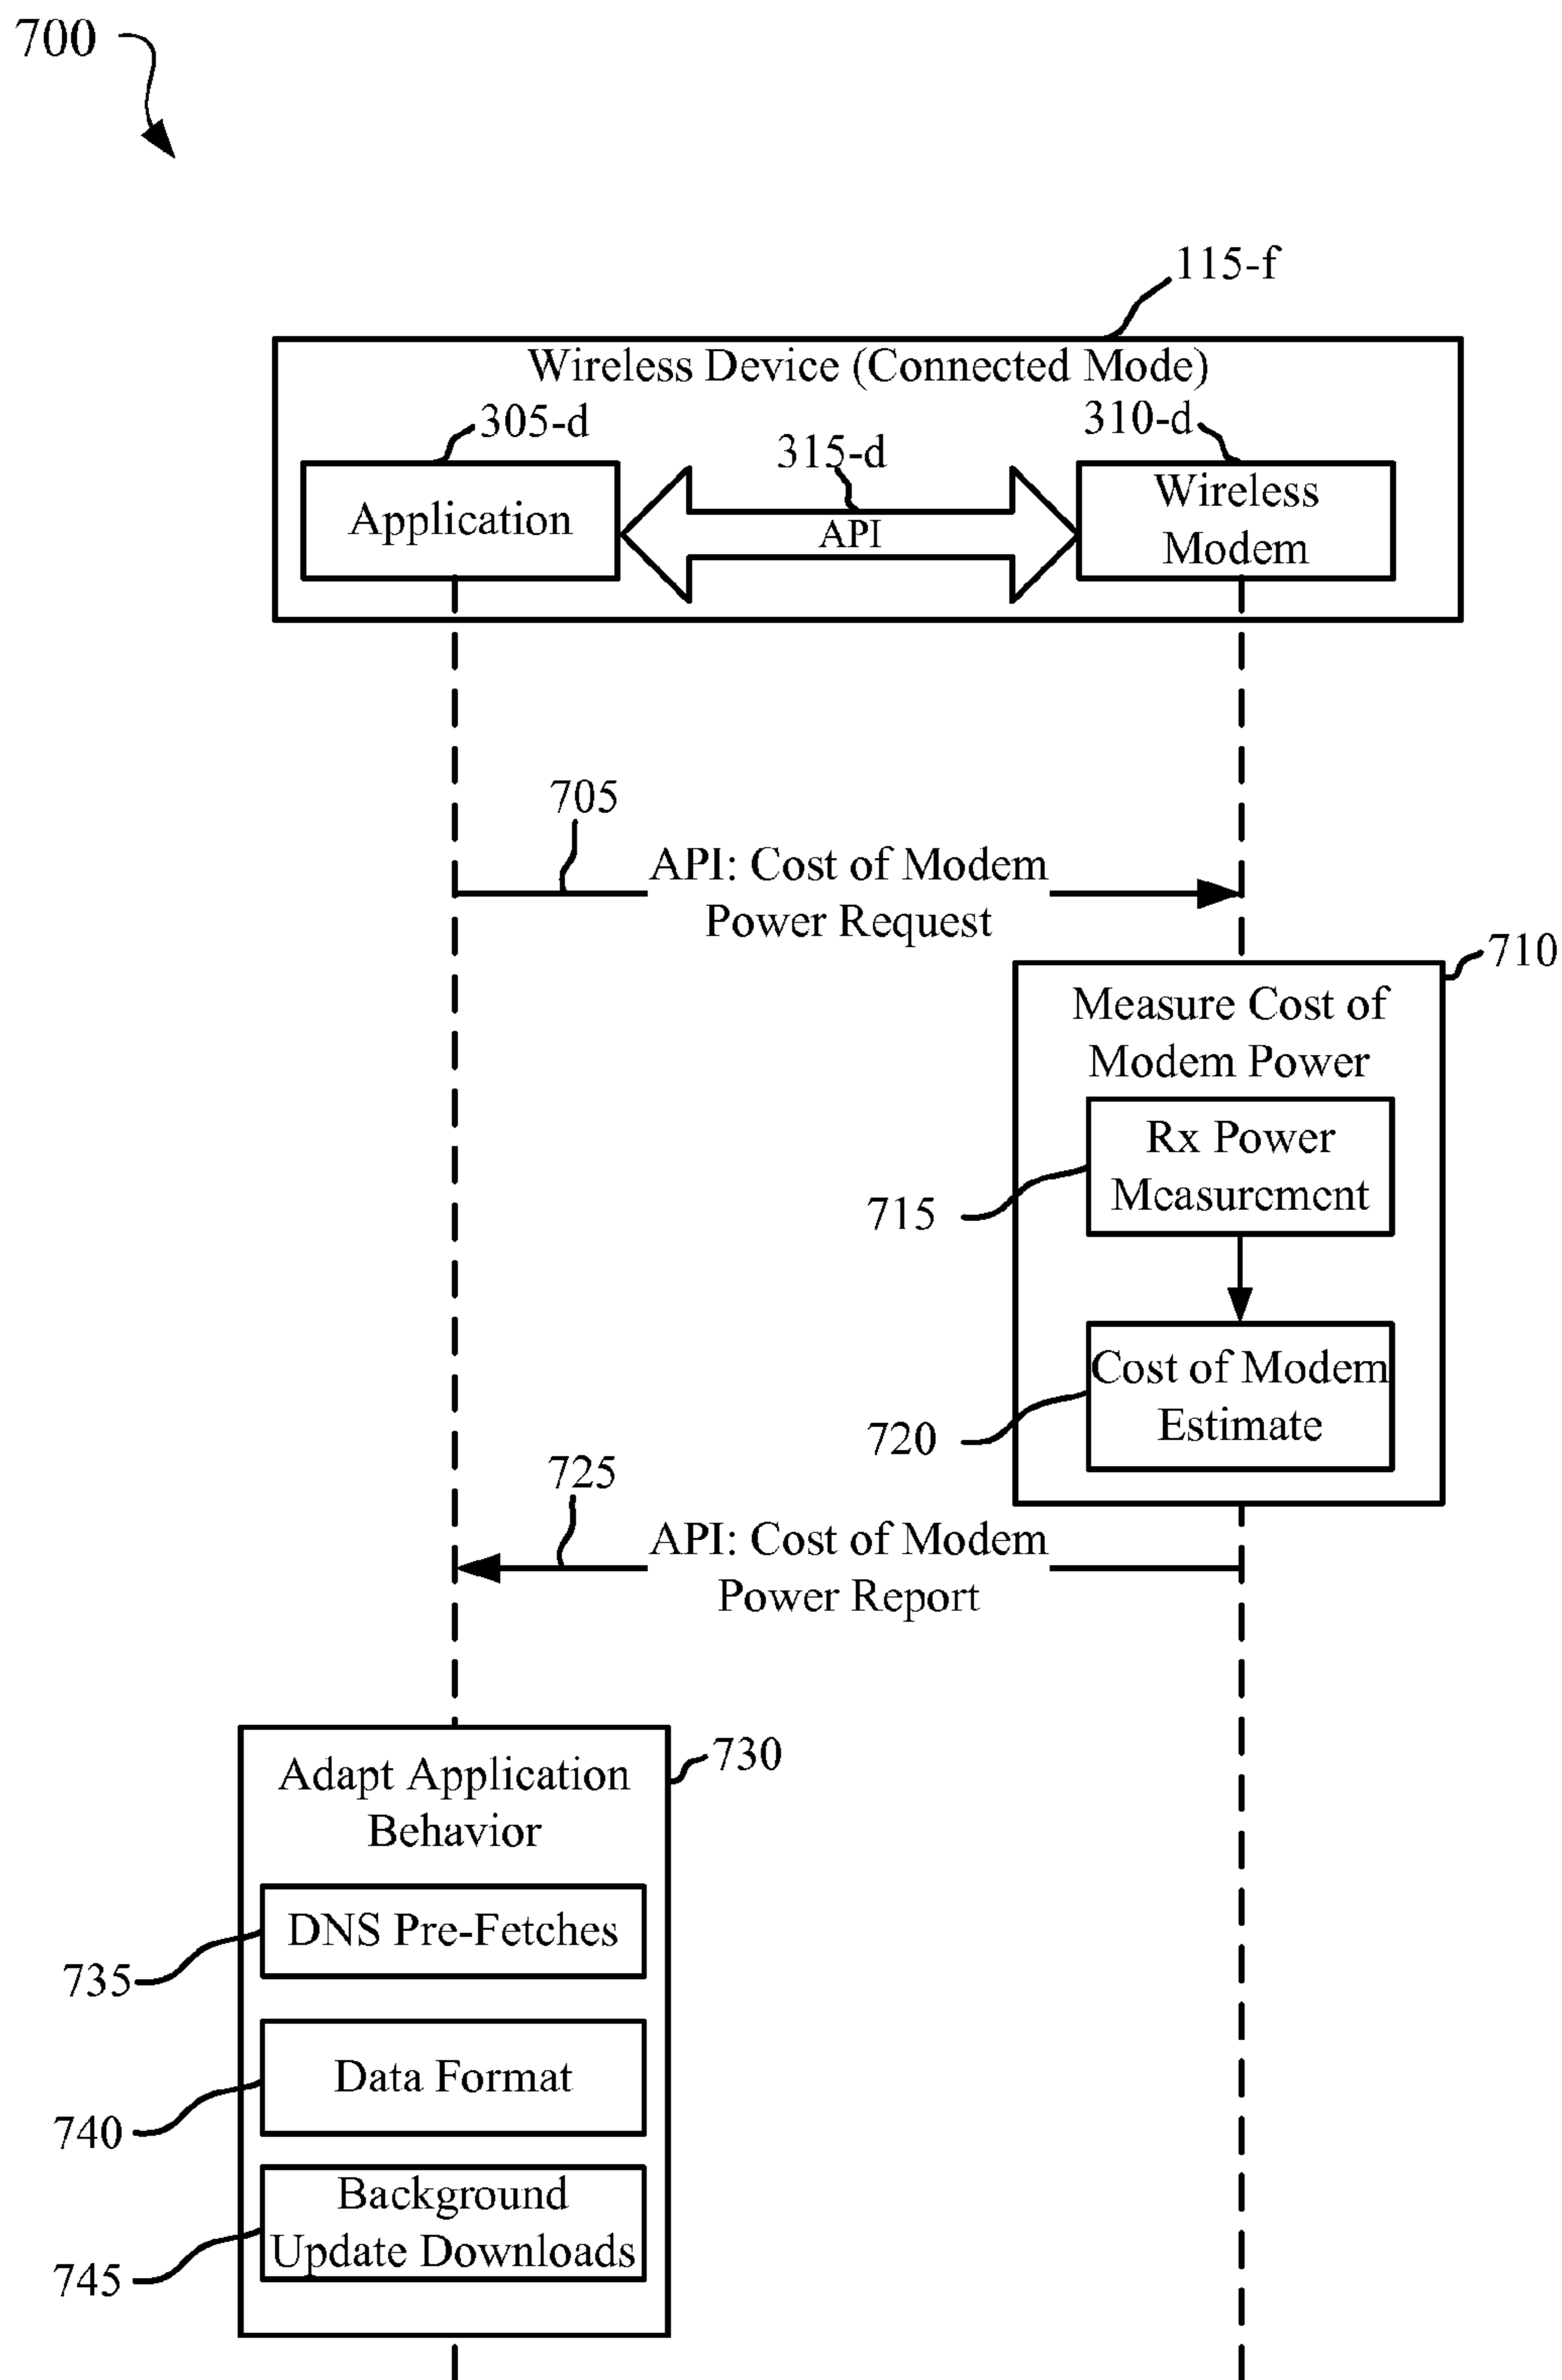 700
115-f
Wireless Device (Connected Mode)
305-d
310-d
315-d
Application
API
Wireless
Modem
705
API: Cost of Modem
Power Request
710
Measure Cost of
Modem Power
Rx Power
Measurement
715
Cost of Modem
Estimate
720
725
API: Cost of Modem
Power Report
730
Adapt Application
Behavior
DNS Pre-Fetches
735
Data Format
740
Background
Update Downloads
745